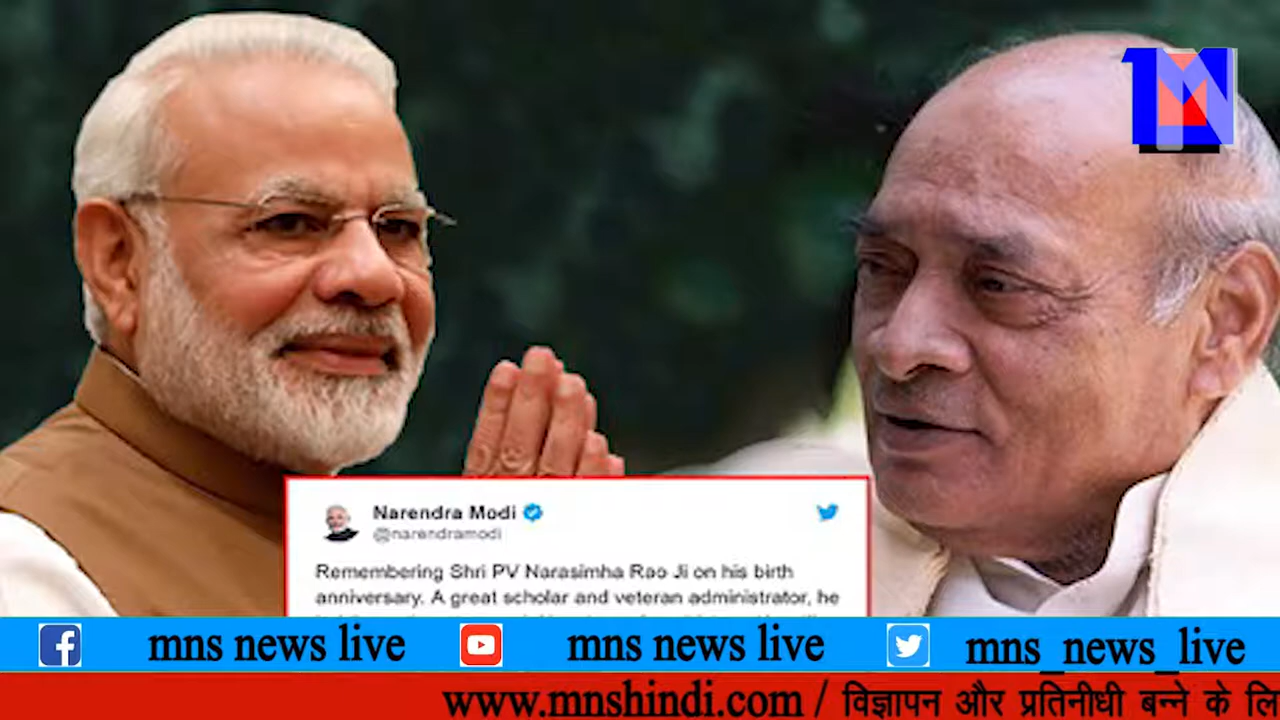 Narendra Modi
@narendramodi
Remembering Shri PV Narasimha Rao Ji on his birth
anniversary. A great scholar and veteran administrator, he
mns news live
mns news live
mns_news_live
www.mnshindi.com / विज्ञापन और प्रतिनीधी बन्ने के लि